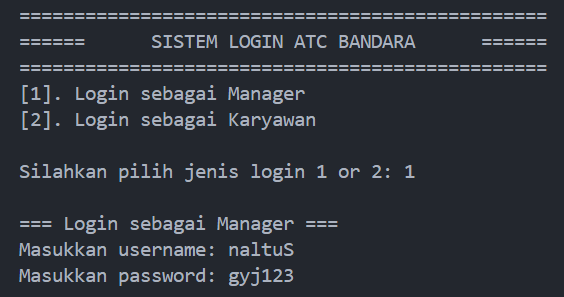 ================================================
======      SISTEM LOGIN ATC BANDARA      ======
================================================
[1]. Login sebagai Manager
[2]. Login sebagai Karyawan
Silahkan pilih jenis login 1 or 2: 1
=== Login sebagai Manager ===
Masukkan username: naltuS
Masukkan password: gyj123